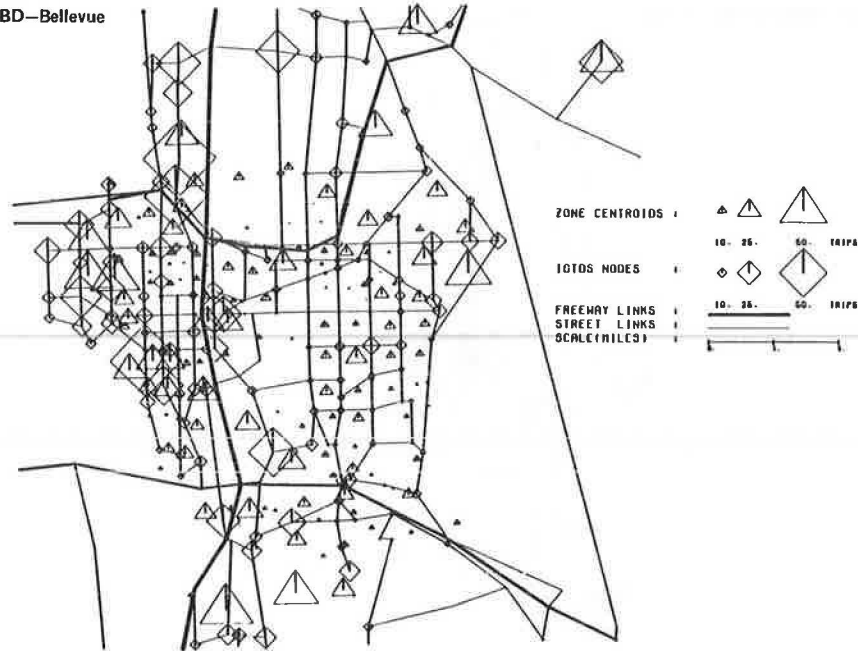 BD—Bellevue
ZONE CENTROIDS :
10. 25. 50. TRIPS
IGTDS NODES :
10. 25. 50. TRIPS
FREEWAY LINKS :
STREET LINKS :
SCALE(MILES) :